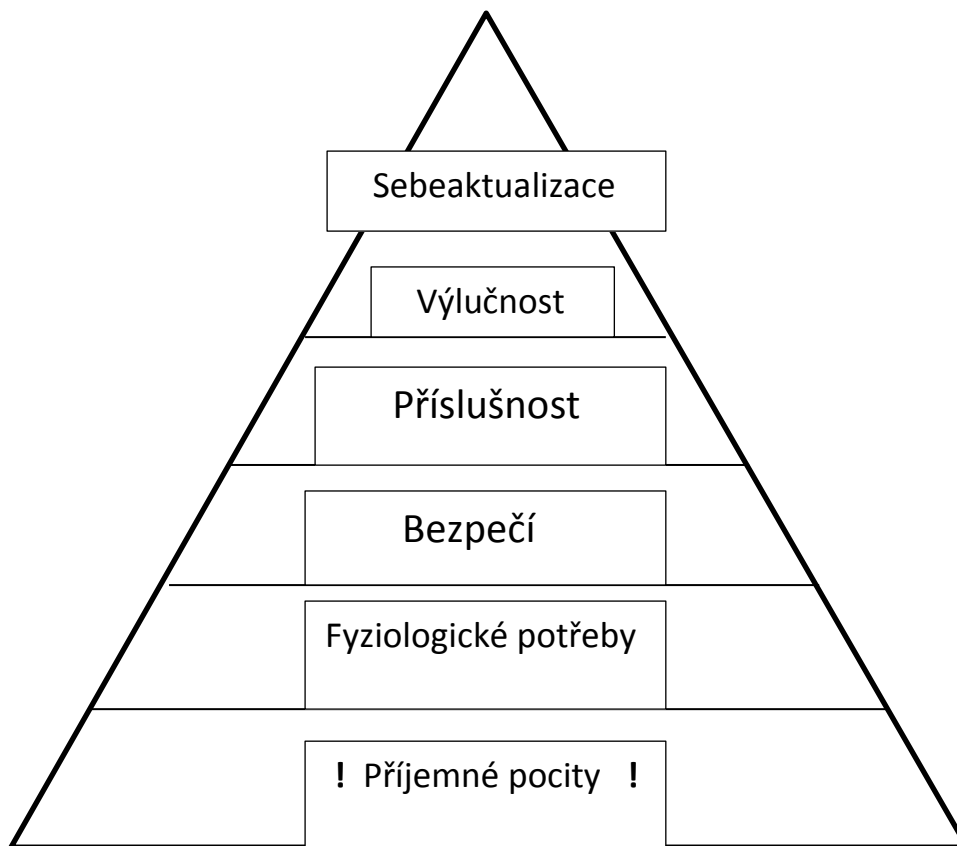 Sebeaktualizace
Výlučnost
Příslušnost
Bezpečí
Fyziologické potřeby
! Příjemné pocity !